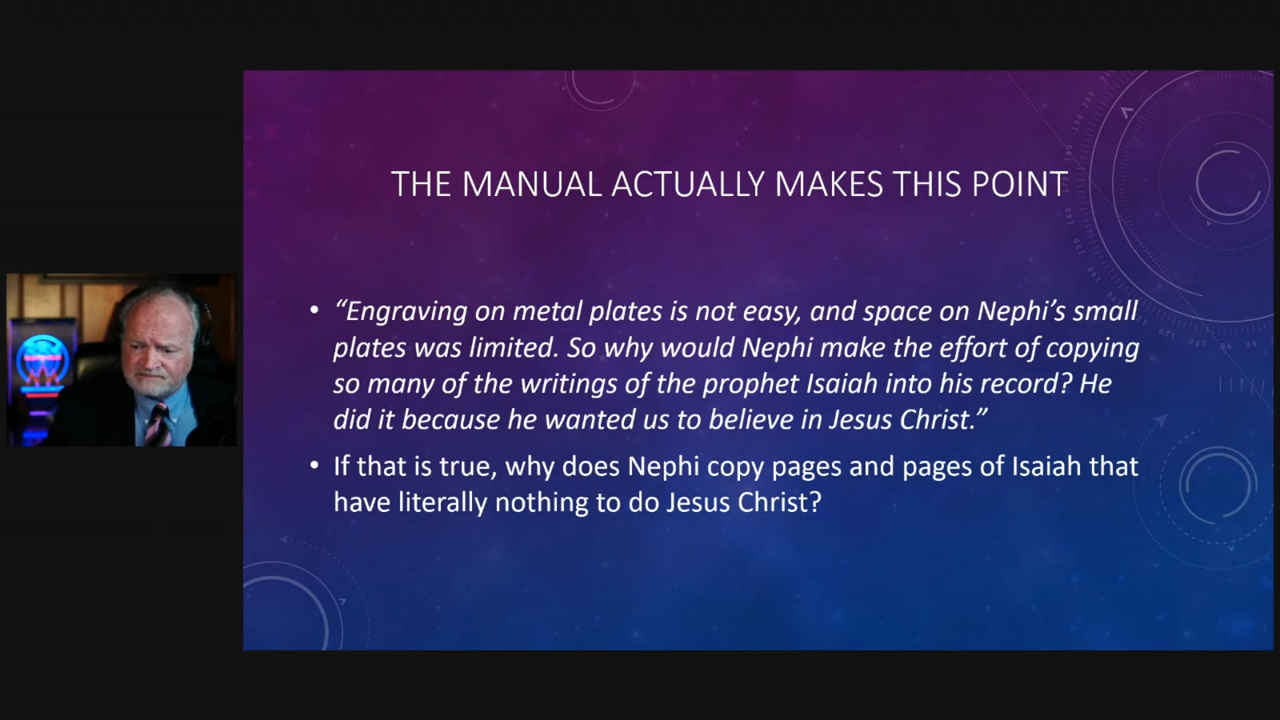 THE MANUAL ACTUALLY MAKES THIS POINT
• “Engraving on metal plates is not easy, and space on Nephi’s small
plates was limited. So why would Nephi make the effort of copying
so many of the writings of the prophet Isaiah into his record? He
did it because he wanted us to believe in Jesus Christ.”
• If that is true, why does Nephi copy pages and pages of Isaiah that
have literally nothing to do Jesus Christ?